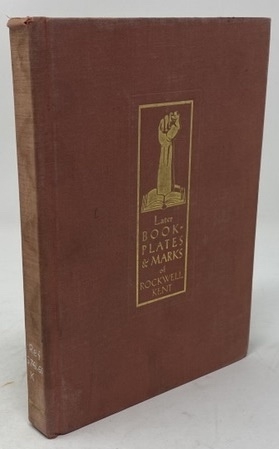 Later
BOOK-
PLATES
& MARKS
of
ROCKWELL
KENT